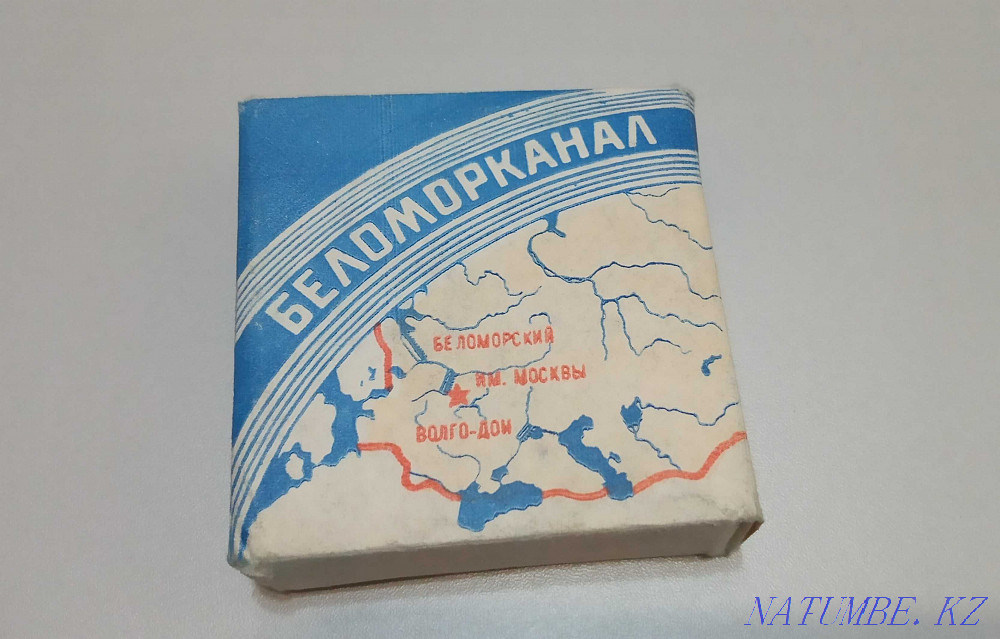 БЕЛОМОРКАНАЛ
БЕЛОМОРСКИЙ
ИМ. МОСКВЫ
ВОЛГО-ДОН
NATUMBE. KZ